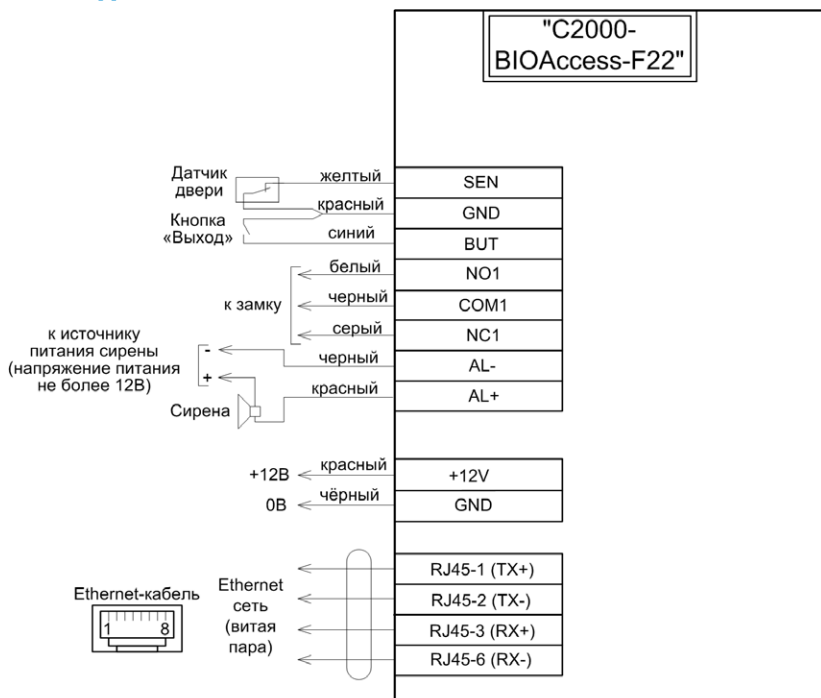 "С2000-
BIOAccess-F22"
Датчик
двери
желтый
SEN
красный
GND
Кнопка
«Выход»
синий
BUT
белый
NO1
к замку
черный
COM1
серый
NC1
к источнику
питания сирены
(напряжение питания
не более 12В)
-
+
черный
AL-
красный
AL+
Сирена
+12В
красный
+12V
0В
чёрный
GND
Ethernet-кабель
1 8
Ethernet
сеть
(витая
пара)
RJ45-1 (TX+)
RJ45-2 (TX-)
RJ45-3 (RX+)
RJ45-6 (RX-)